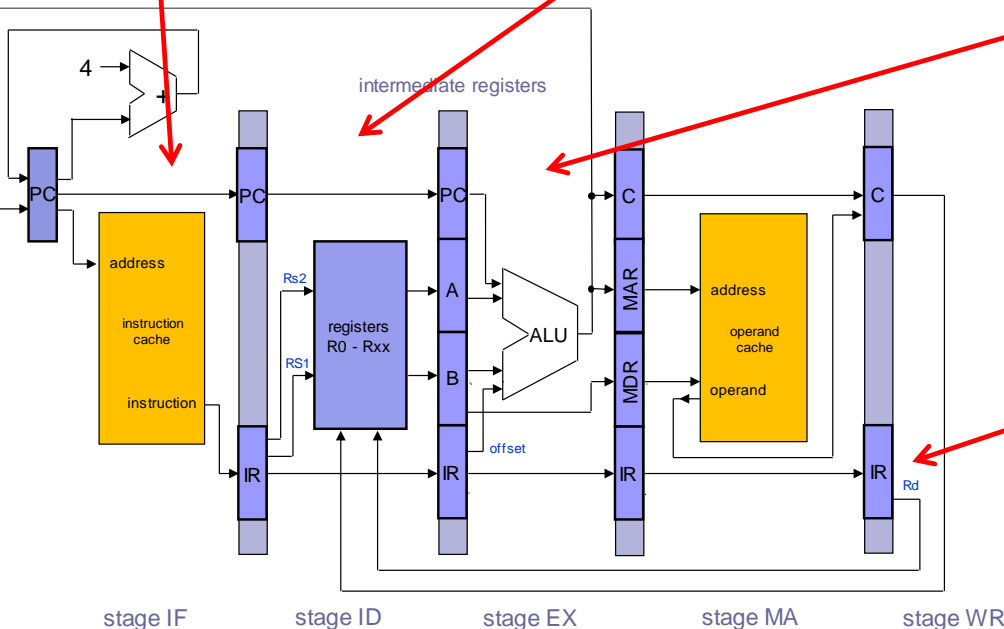 4
+
intermediate registers
PC
PC
PC
C
C
address
instruction
cache
instruction
Rs2
RS1
registers
R0 - Rxx
A
B
ALU
MAR
MDR
address
operand
cache
operand
offset
IR
IR
IR
IR
Rd
stage IF
stage ID
stage EX
stage MA
stage WR